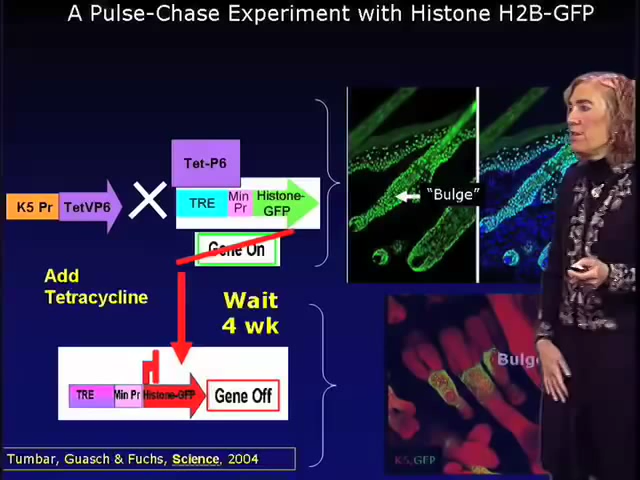 A Pulse-Chase Experiment with Histone H2B-GFP
Tet-P6
K5 Pr
TetVP6
TRE
Min
Pr
Histone-
GFP
Gene On
"Bulge"
Add
Tetracycline
Wait
4 wk
TRE
Min Pr
Histone-GFP
Gene Off
Bulg
K5,GFP
Tumbar, Guasch & Fuchs, Science, 2004